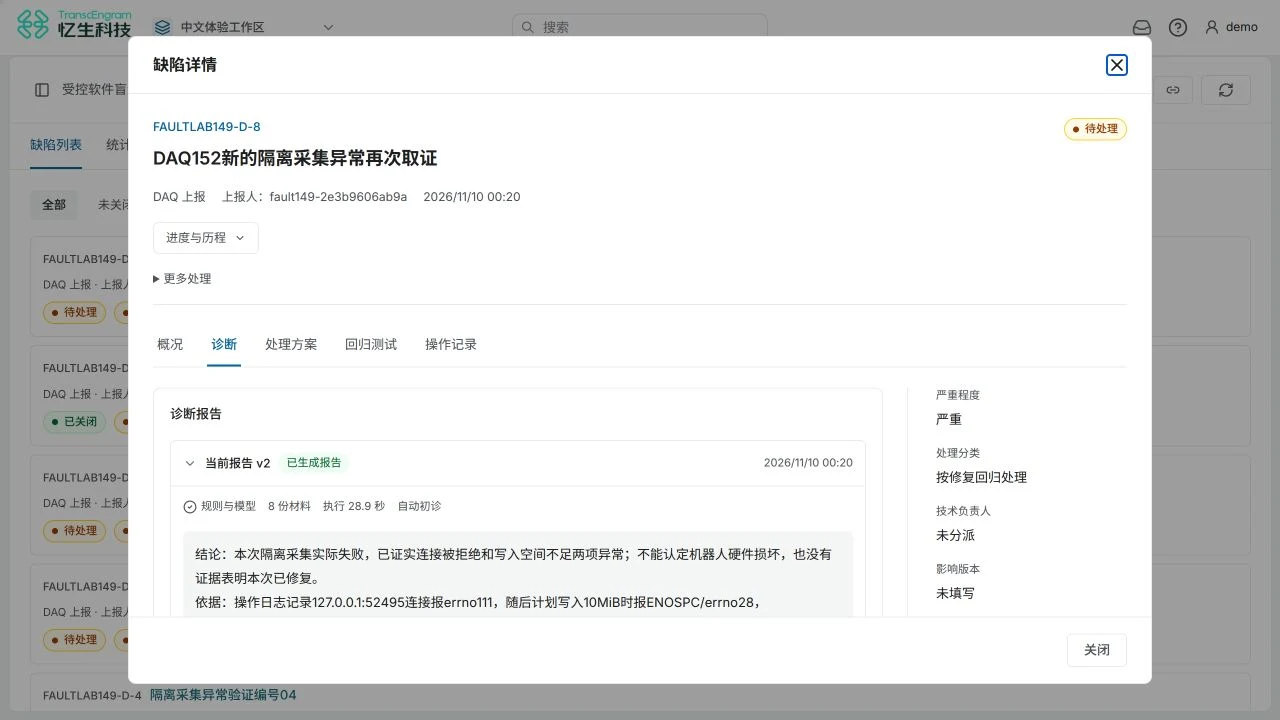 TranscEngram
忆生科技
中文体验工作区
搜索
demo
受控软件盲
缺陷列表
统计
全部
未关闭
FAULTLAB149-D
DAQ 上报 · 上报人
待处理
FAULTLAB149-D
DAQ 上报 · 上报人
已关闭
FAULTLAB149-D
DAQ 上报 · 上报人
待处理
FAULTLAB149-D
DAQ 上报 · 上报人
待处理
FAULTLAB149-D-4 隔离采集异常验证编号04
缺陷详情
FAULTLAB149-D-8
待处理
DAQ152新的隔离采集异常再次取证
DAQ 上报 上报人：fault149-2e3b9606ab9a 2026/11/10 00:20
进度与历程
更多处理
概况 诊断 处理方案 回归测试 操作记录
诊断报告
当前报告 v2 已生成报告 2026/11/10 00:20
规则与模型 8 份材料 执行 28.9 秒 自动初诊
结论：本次隔离采集实际失败，已证实连接被拒绝和写入空间不足两项异常；不能认定机器人硬件损坏，也没有
证据表明本次已修复。
依据：操作日志记录127.0.0.1:52495连接报errno111，随后计划写入10MiB时报ENOSPC/errno28，
严重程度
严重
处理分类
按修复回归处理
技术负责人
未分派
影响版本
未填写
关闭